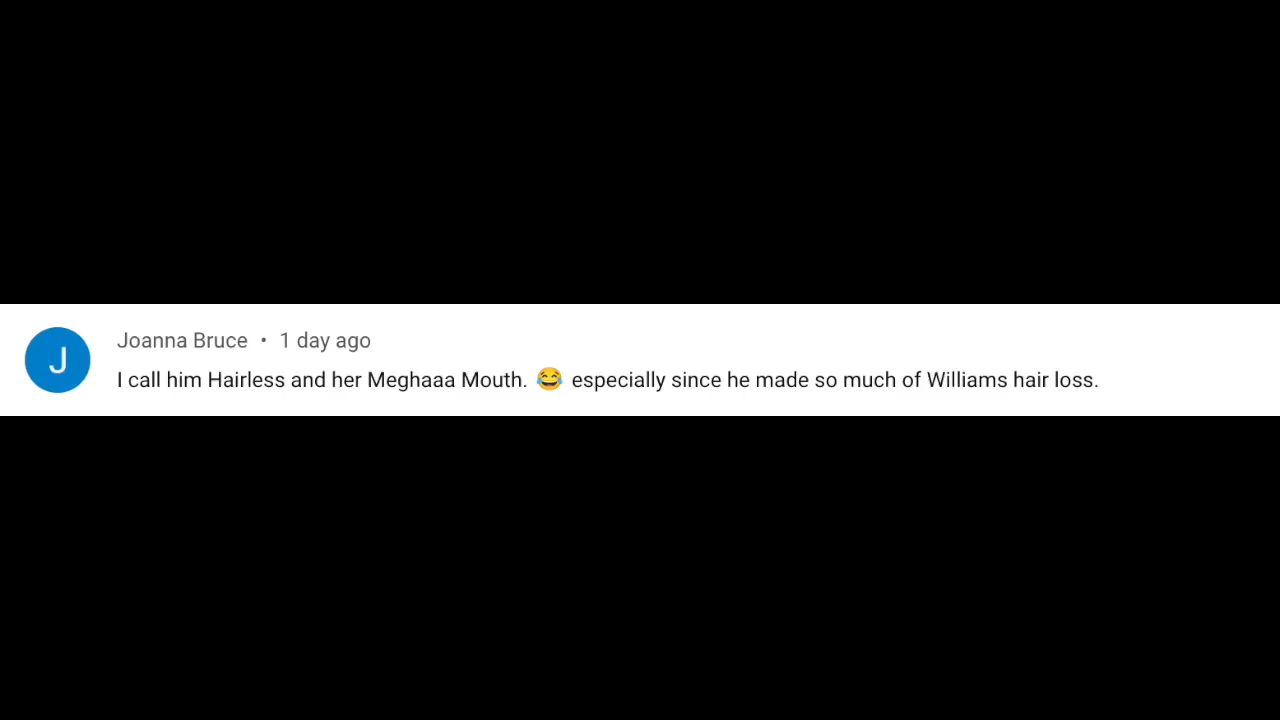 J
Joanna Bruce • 1 day ago
I call him Hairless and her Meghaaa Mouth. 😂 especially since he made so much of Williams hair loss.